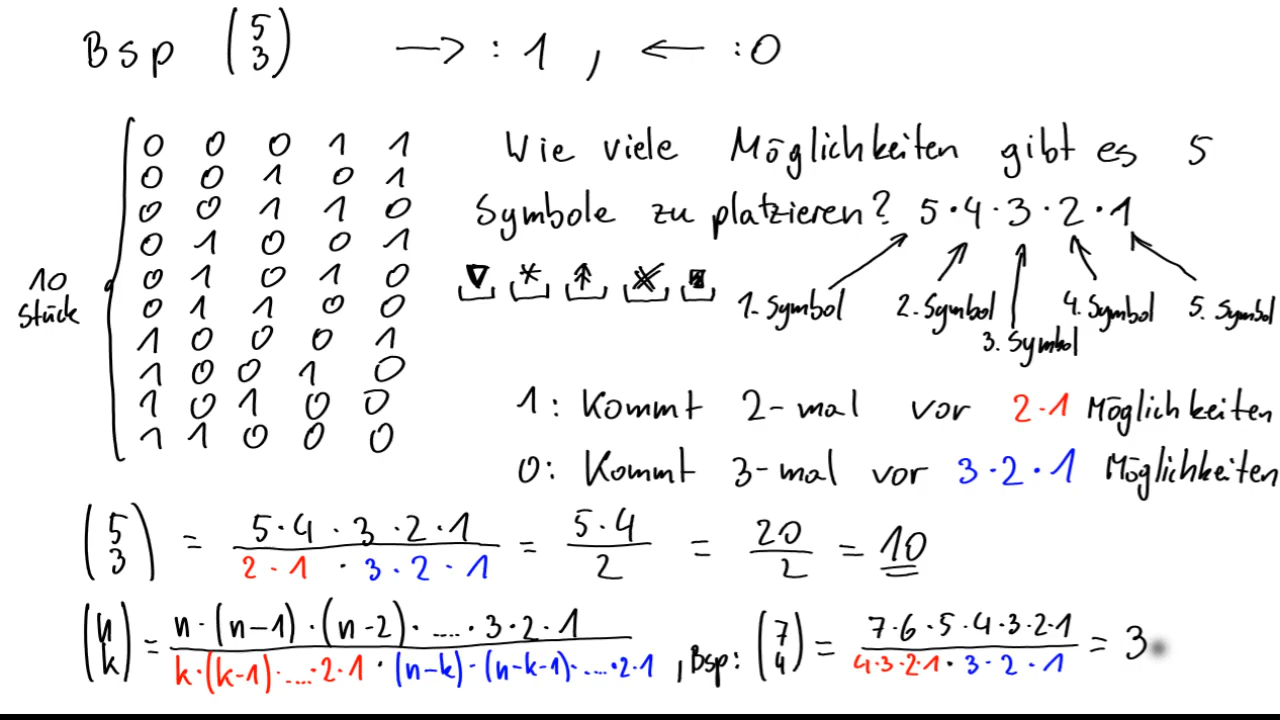 Bsp (5 3) → : 1 , ← : 0
0 0 0 1 1
0 0 1 0 1
0 0 1 1 0
0 1 0 0 1
0 1 0 1 0
0 1 1 0 0
1 0 0 0 1
1 0 0 1 0
1 0 1 0 0
1 1 0 0 0
10
Stück
Wie viele Möglichkeiten gibt es 5
Symbole zu platzieren? 5·4·3·2·1
1. Symbol 2. Symbol 3. Symbol 4. Symbol 5. Symbol
1: Kommt 2-mal vor 2·1 Möglichkeiten
0: Kommt 3-mal vor 3·2·1 Möglichkeiten
(5 3) = 5·4·3·2·1 / 2·1·3·2·1 = 5·4 / 2 = 20 / 2 = 10
(n k) = n·(n-1)·(n-2)·....·3·2·1 / k·(k-1)·....·2·1·(n-k)·(n-k-1)·....·2·1 , Bsp: (7 4) = 7·6·5·4·3·2·1 / 4·3·2·1·3·2·1 = 3